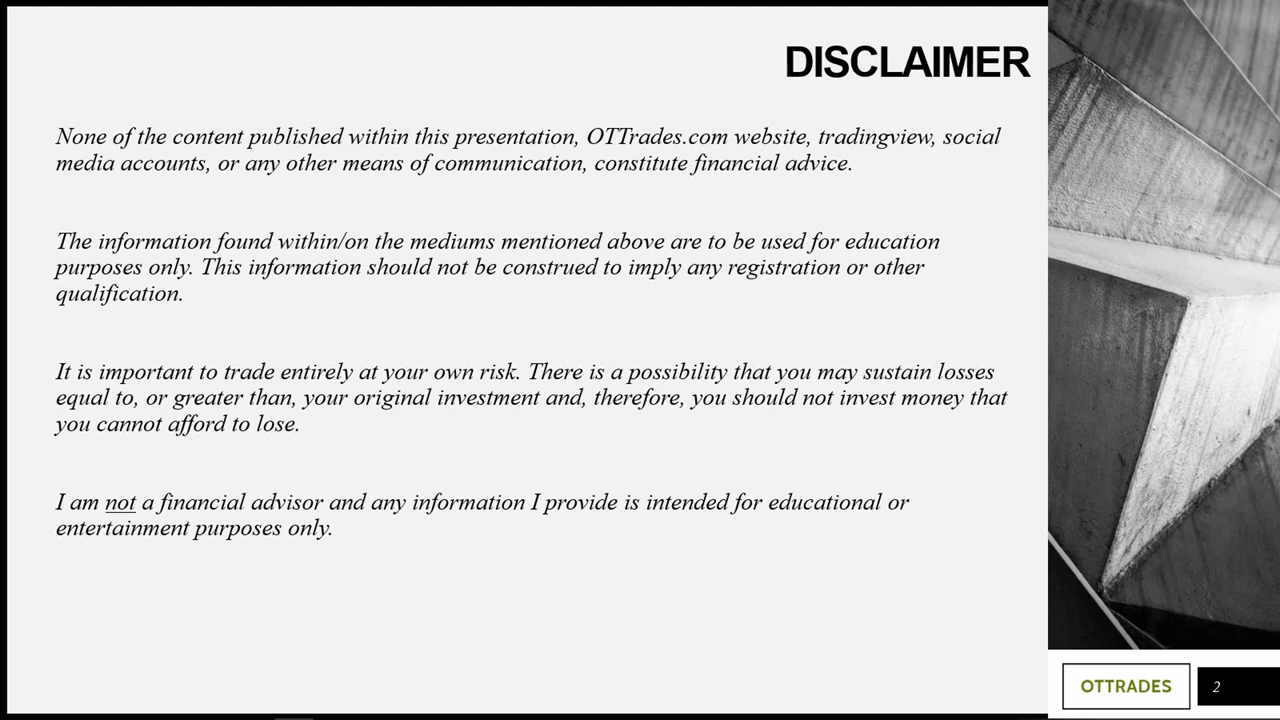 DISCLAIMER
None of the content published within this presentation, OTTrades.com website, tradingview, social
media accounts, or any other means of communication, constitute financial advice.
The information found within/on the mediums mentioned above are to be used for education
purposes only. This information should not be construed to imply any registration or other
qualification.
It is important to trade entirely at your own risk. There is a possibility that you may sustain losses
equal to, or greater than, your original investment and, therefore, you should not invest money that
you cannot afford to lose.
I am not a financial advisor and any information I provide is intended for educational or
entertainment purposes only.
OTTRADES
2